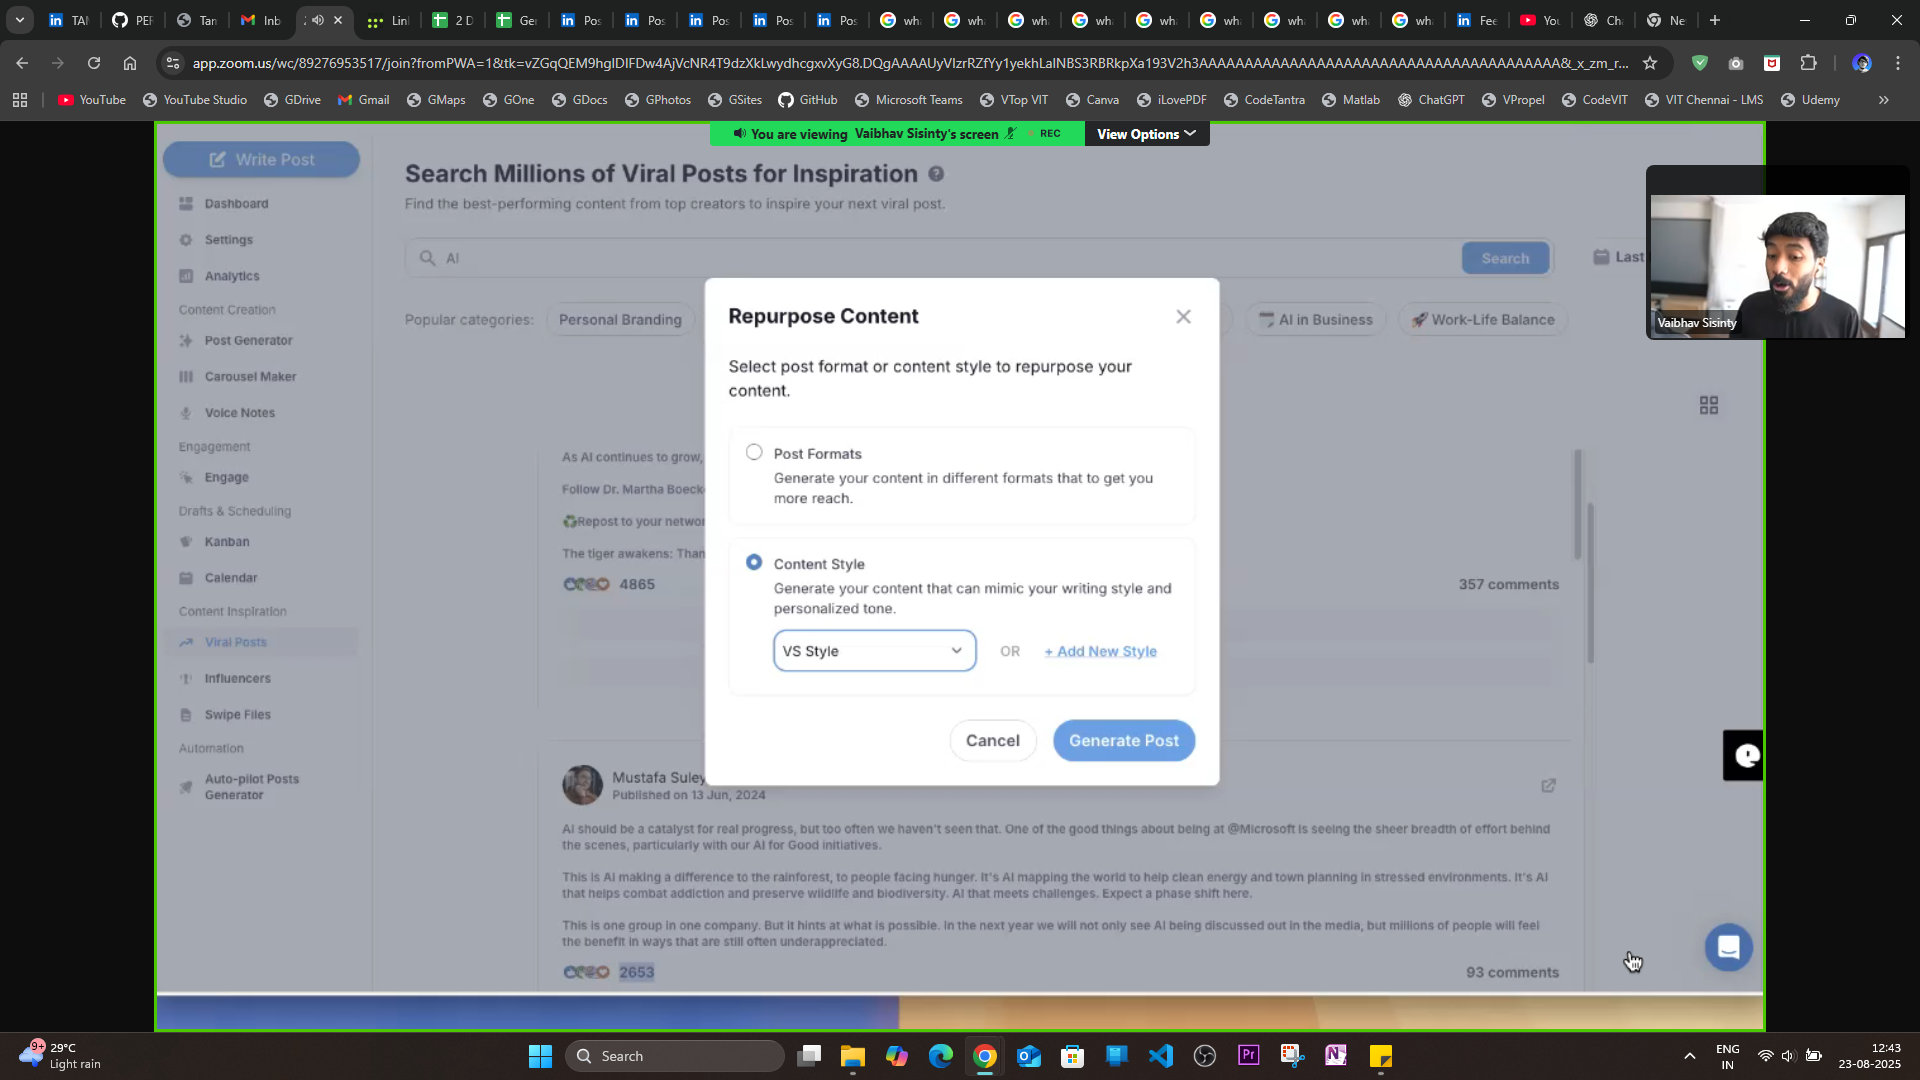 TAN
PER
Tan
Inb
Lini
2 D
Gen
Pos
Pos
Pos
Pos
Pos
wha
wha
wha
wha
wha
wha
wha
wha
wha
Fee
You
Cha
Ne
app.zoom.us/wc/89276953517/join?fromPWA=1&tk=
YouTube
YouTube Studio
GDrive
Gmail
GMaps
GOne
GDocs
GPhotos
GSites
GitHub
Microsoft Teams
VTop VIT
Canva
iLovePDF
CodeTantra
Matlab
ChatGPT
VPropel
CodeVIT
VIT Chennai - LMS
Udemy
You are viewing Vaibhav Sisinty's screen
REC
View Options
Write Post
Dashboard
Settings
Analytics
Content Creation
Post Generator
Carousel Maker
Voice Notes
Engagement
Engage
Drafts & Scheduling
Kanban
Calendar
Content Inspiration
Viral Posts
Influencers
Swipe Files
Automation
Auto-pilot Posts
Generator
Search Millions of Viral Posts for Inspiration
Find the best-performing content from top creators to inspire your next viral post.
AI
Search
Last
Popular categories:
Personal Branding
AI in Business
Work-Life Balance
Vaibhav Sisinty
As AI continues to grow,
Follow Dr. Martha Boeck
Repost to your networ
The tiger awakens: Than
4865
357 comments
Repurpose Content
Select post format or content style to repurpose your
content.
Post Formats
Generate your content in different formats that to get you
more reach.
Content Style
Generate your content that can mimic your writing style and
personalized tone.
VS Style
OR
+ Add New Style
Cancel
Generate Post
Mustafa Suley
Published on 13 Jun, 2024
AI should be a catalyst for real progress, but too often we haven't seen that. One of the good things about being at @Microsoft is seeing the sheer breadth of effort behind
the scenes, particularly with our AI for Good initiatives.
This is AI making a difference to the rainforest, to people facing hunger. It's AI mapping the world to help clean energy and town planning in stressed environments. It's AI
that helps combat addiction and preserve wildlife and biodiversity. AI that meets challenges. Expect a phase shift here.
This is one group in one company. But it hints at what is possible. In the next year we will not only see AI being discussed out in the media, but millions of people will feel
the benefit in ways that are still often underappreciated.
2653
93 comments
9+
29°C
Light rain
Search
ENG
IN
12:43
23-08-2025